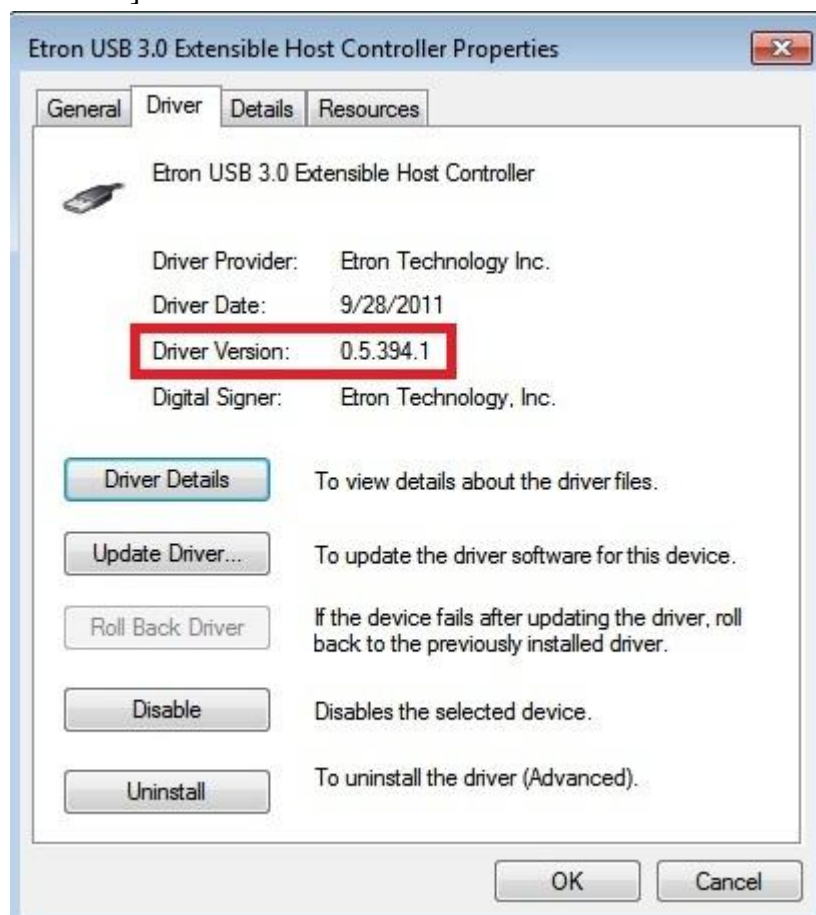 ]
Etron USB 3.0 Extensible Host Controller Properties
General Driver Details Resources
Etron USB 3.0 Extensible Host Controller
Driver Provider: Etron Technology Inc.
Driver Date: 9/28/2011
Driver Version: 0.5.394.1
Digital Signer: Etron Technology, Inc.
Driver Details To view details about the driver files.
Update Driver... To update the driver software for this device.
Roll Back Driver If the device fails after updating the driver, roll
back to the previously installed driver.
Disable Disables the selected device.
Uninstall To uninstall the driver (Advanced).
OK Cancel